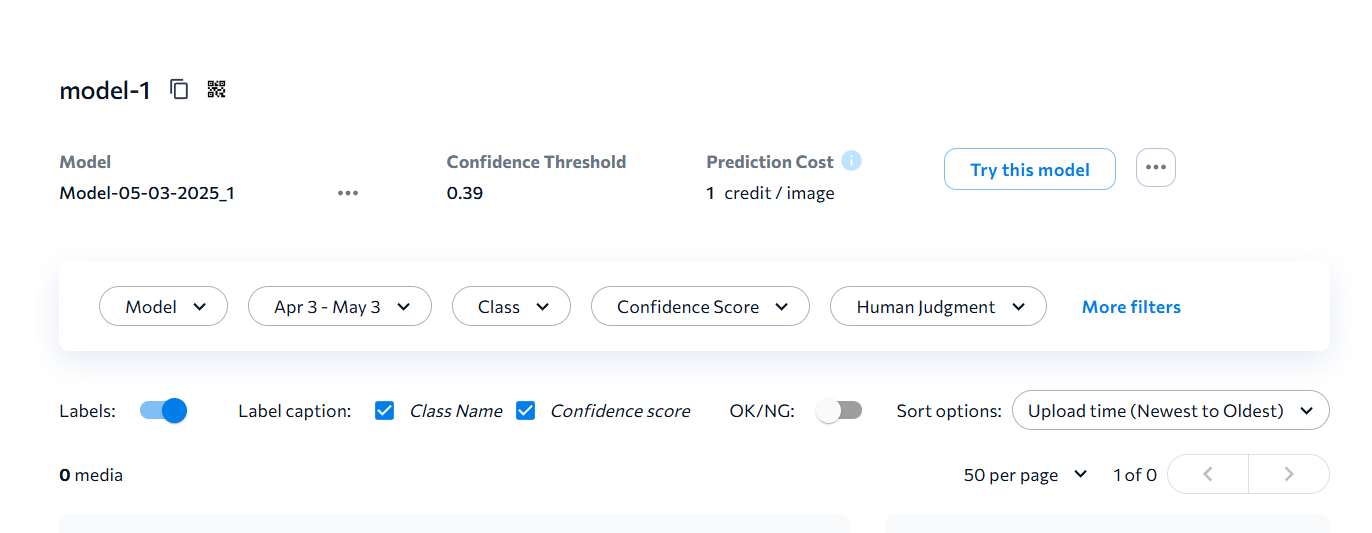 model-1
Model Confidence Threshold Prediction Cost
Model-05-03-2025_1 0.39 1 credit / image
Try this model
Model Apr 3 - May 3 Class Confidence Score Human Judgment More filters
Labels: Label caption: Class Name Confidence score OK/NG: Sort options: Upload time (Newest to Oldest)
0 media 50 per page 1 of 0